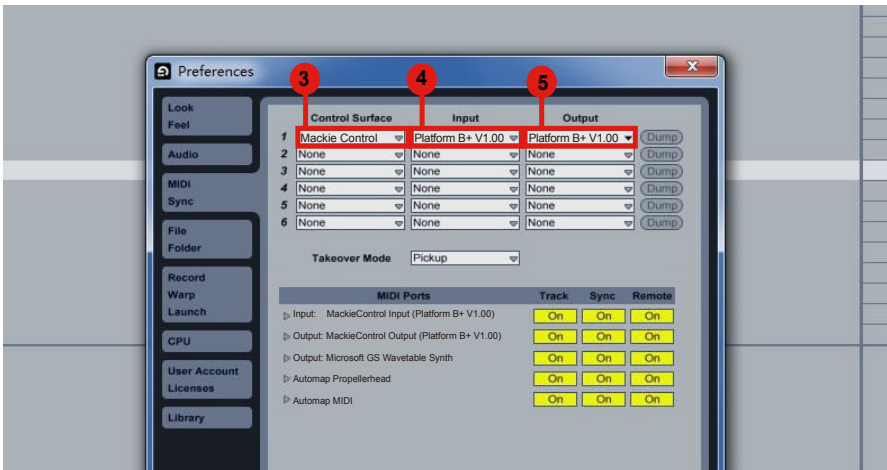 Preferences
3
4
5
Look
Feel
Audio
MIDI
Sync
File
Folder
Record
Warp
Launch
CPU
User Account
Licenses
Library
Control Surface Input Output
1 Mackie Control Platform B+ V1.00 Platform B+ V1.00 Dump
2 None None None Dump
3 None None None Dump
4 None None None Dump
5 None None None Dump
6 None None None Dump
Takeover Mode Pickup
MIDI Ports Track Sync Remote
Input: MackieControl Input (Platform B+ V1.00) On On On
Output: MackieControl Output (Platform B+ V1.00) On On On
Output: Microsoft GS Wavetable Synth On On On
Automap Propellerhead On On On
Automap MIDI On On On